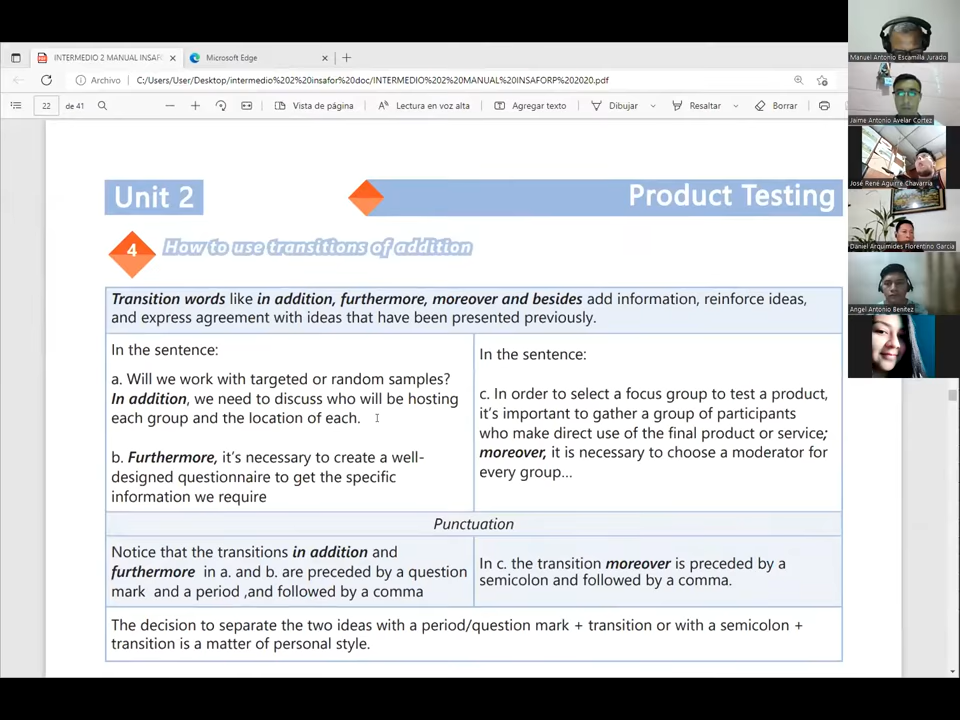 INTERMEDIO 2 MANUAL INSAFOR
Microsoft Edge
Archivo
C:/Users/User/Desktop/intermedio%202%20insafor%20doc/INTERMEDIO%202%20MANUAL%20INSAFORP%202020.pdf
22 de 41
Vista de página
Lectura en voz alta
Agregar texto
Dibujar
Resaltar
Borrar
Unit 2
Product Testing
4
How to use transitions of addition
Transition words like in addition, furthermore, moreover and besides add information, reinforce ideas,
and express agreement with ideas that have been presented previously.
In the sentence:
a. Will we work with targeted or random samples?
In addition, we need to discuss who will be hosting
each group and the location of each.
b. Furthermore, it’s necessary to create a well-
designed questionnaire to get the specific
information we require
In the sentence:
c. In order to select a focus group to test a product,
it’s important to gather a group of participants
who make direct use of the final product or service;
moreover, it is necessary to choose a moderator for
every group…
Punctuation
Notice that the transitions in addition and
furthermore in a. and b. are preceded by a question
mark and a period ,and followed by a comma
In c. the transition moreover is preceded by a
semicolon and followed by a comma.
The decision to separate the two ideas with a period/question mark + transition or with a semicolon +
transition is a matter of personal style.
Manuel Antonio Escamilla Jurado
Jaime Antonio Avelar Cortez
José René Aguirre Chavarría
Daniel Arquimides Florentino Garcia
Angel Antonio Benítez